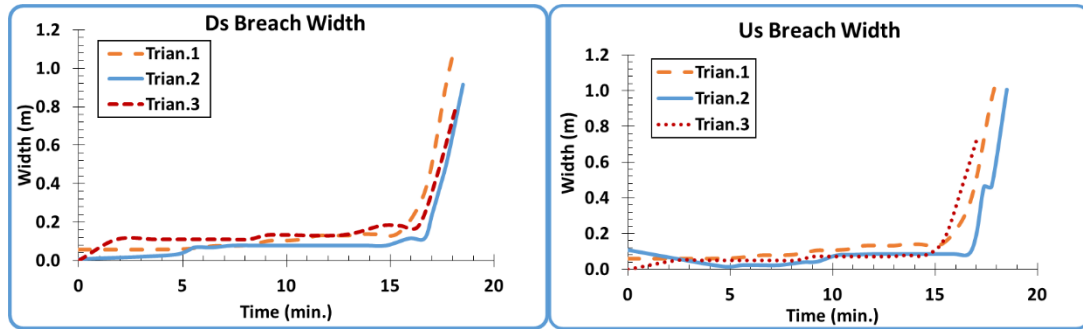 Ds Breach Width
Width (m)
1.2
1.0
0.8
0.6
0.4
0.2
0.0
Trian.1
Trian.2
Trian.3
0 5 10 15 20
Time (min.)
Us Breach Width
Width (m)
1.2
1.0
0.8
0.6
0.4
0.2
0.0
Trian.1
Trian.2
Trian.3
0 5 10 15 20
Time (min.)